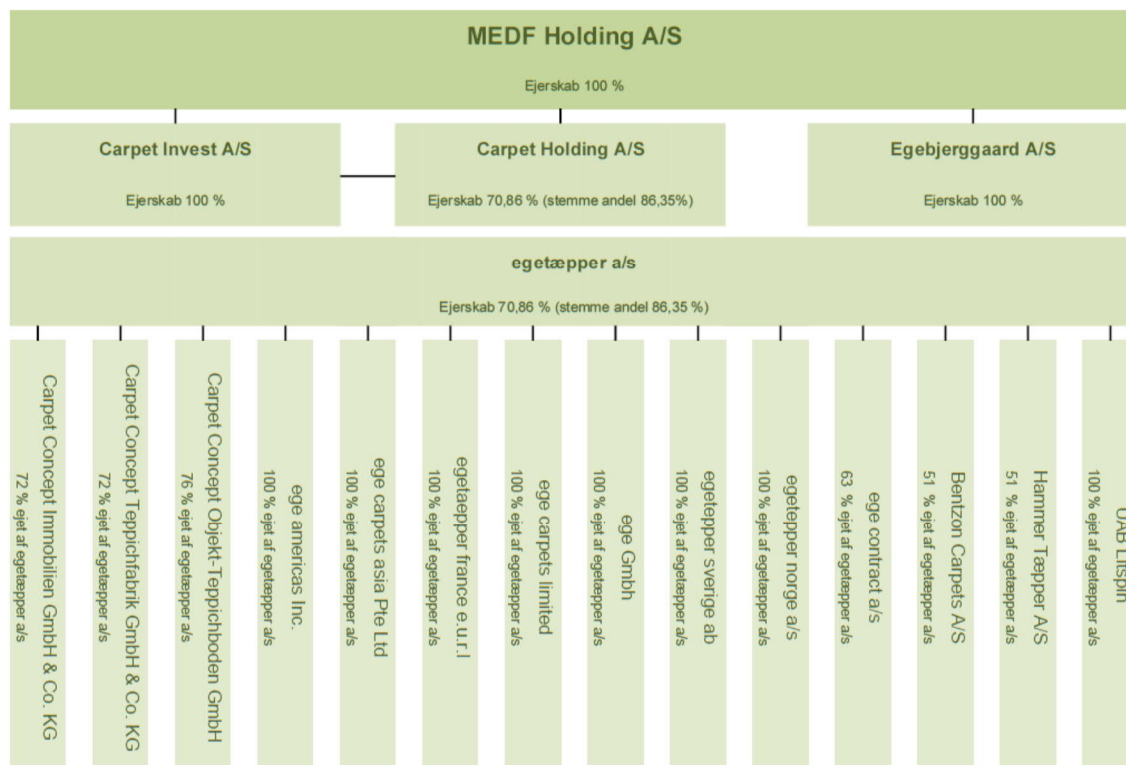 MEDF Holding A/S
Ejerskab 100 %
Carpet Invest A/S
Ejerskab 100 %
Carpet Holding A/S
Ejerskab 70,86 % (stemme andel 86,35%)
Egebjerggaard A/S
Ejerskab 100 %
egetæpper a/s
Ejerskab 70,86 % (stemme andel 86,35 %)
Carpet Concept Immobilien GmbH & Co. KG
72 % ejet af egetæpper a/s
Carpet Concept Teppichfabrik GmbH & Co. KG
72 % ejet af egetæpper a/s
Carpet Concept Objekt-Teppichboden GmbH
76 % ejet af egetæpper a/s
ege americas Inc.
100 % ejet af egetæpper a/s
ege carpets asia Pte Ltd
100 % ejet af egetæpper a/s
egetaepper france e.u.r.l
100 % ejet af egetæpper a/s
ege carpets limited
100 % ejet af egetæpper a/s
ege Gmbh
100 % ejet af egetæpper a/s
egetepper sverige ab
100 % ejet af egetæpper a/s
egetepper norge a/s
100 % ejet af egetæpper a/s
ege contract a/s
63 % ejet af egetæpper a/s
Bentzon Carpets A/S
51 % ejet af egetæpper a/s
Hammer Tæpper A/S
51 % ejet af egetæpper a/s
UAB Litspin
100 % ejet af egetæpper a/s